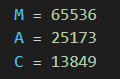 M = 65536
A = 25173
C = 13849